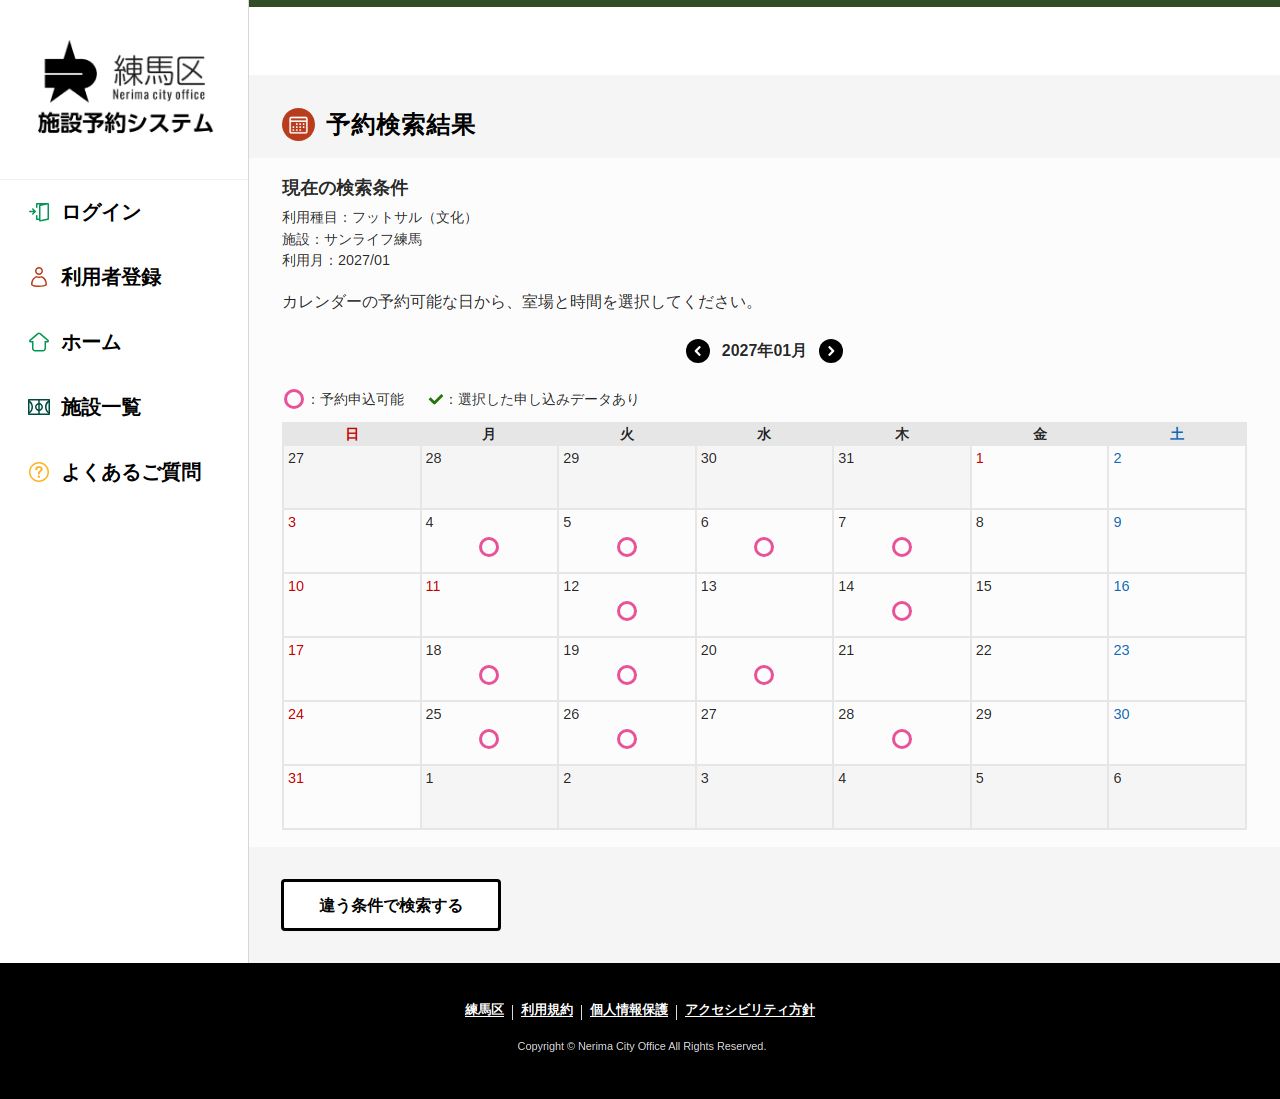 練馬区
Nerima city office
施設予約システム
ログイン
利用者登録
ホーム
施設一覧
よくあるご質問
予約検索結果
現在の検索条件
利用種目：フットサル（文化）
施設：サンライフ練馬
利用月：2027/01
カレンダーの予約可能な日から、室場と時間を選択してください。
2027年01月
：予約申込可能 ：選択した申し込みデータあり
日 月 火 水 木 金 土
27 28 29 30 31 1 2
3 4 5 6 7 8 9
10 11 12 13 14 15 16
17 18 19 20 21 22 23
24 25 26 27 28 29 30
31 1 2 3 4 5 6
違う条件で検索する
練馬区 | 利用規約 | 個人情報保護 | アクセシビリティ方針
Copyright © Nerima City Office All Rights Reserved.